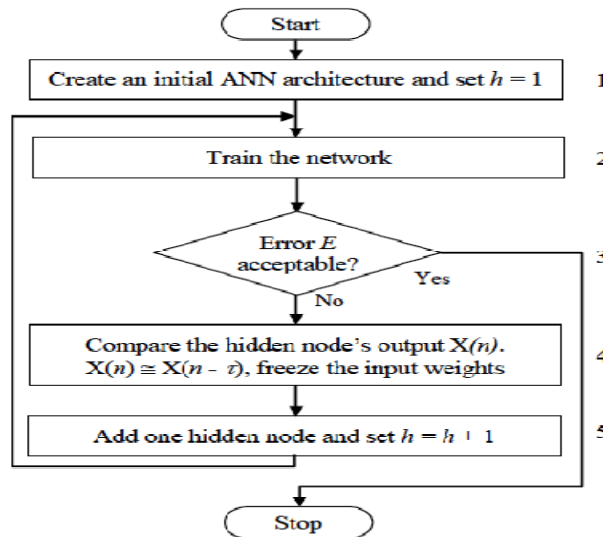 Start
Create an initial ANN architecture and set h = 1
1
Train the network
2
Error E
acceptable?
3
Yes
No
Compare the hidden node's output X(n).
X(n) ≅ X(n - τ), freeze the input weights
4
Add one hidden node and set h = h + 1
5
Stop